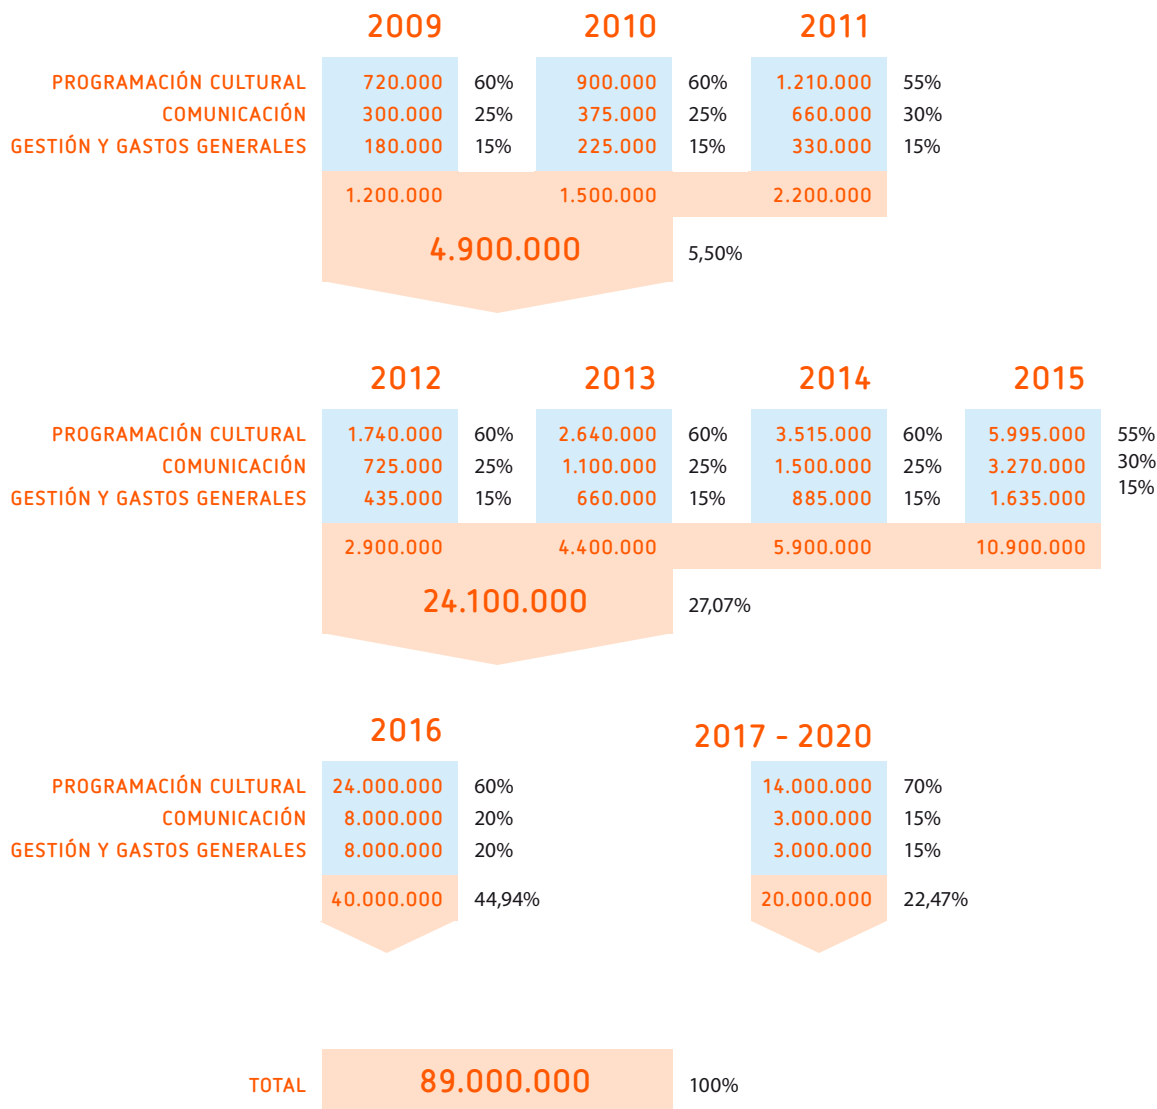 2009 2010 2011
PROGRAMACIÓN CULTURAL 720.000 60% 900.000 60% 1.210.000 55%
COMUNICACIÓN 300.000 25% 375.000 25% 660.000 30%
GESTIÓN Y GASTOS GENERALES 180.000 15% 225.000 15% 330.000 15%
1.200.000 1.500.000 2.200.000
4.900.000 5,50%
2012 2013 2014 2015
PROGRAMACIÓN CULTURAL 1.740.000 60% 2.640.000 60% 3.515.000 60% 5.995.000 55%
COMUNICACIÓN 725.000 25% 1.100.000 25% 1.500.000 25% 3.270.000 30%
GESTIÓN Y GASTOS GENERALES 435.000 15% 660.000 15% 885.000 15% 1.635.000 15%
2.900.000 4.400.000 5.900.000 10.900.000
24.100.000 27,07%
2016 2017 - 2020
PROGRAMACIÓN CULTURAL 24.000.000 60% 14.000.000 70%
COMUNICACIÓN 8.000.000 20% 3.000.000 15%
GESTIÓN Y GASTOS GENERALES 8.000.000 20% 3.000.000 15%
40.000.000 44,94% 20.000.000 22,47%
TOTAL 89.000.000 100%